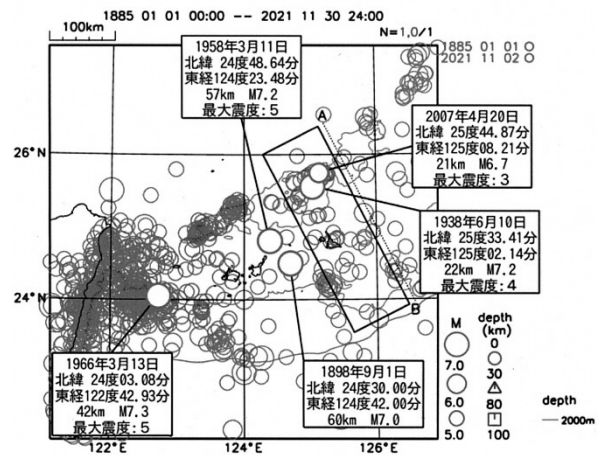 1885 01 01 00:00 -- 2021 11 30 24:00
100km
N=1,0/1
1885 01 01
2021 11 02
1958年3月11日
北緯 24度48.64分
東経124度23.48分
57km M7.2
最大震度:5
A
2007年4月20日
北緯 25度44.87分
東経125度08.21分
21km M6.7
最大震度:3
26°N
1938年6月10日
北緯 25度33.41分
東経125度02.14分
22km M7.2
最大震度:4
24°N
B
M
7.0
6.0
5.0
depth
(km)
0
30
80
100
1966年3月13日
北緯 24度03.08分
東経122度42.93分
42km M7.3
最大震度:5
1898年9月1日
北緯 24度30.00分
東経124度42.00分
60km M7.0
depth
2000m
122°E
124°E
126°E